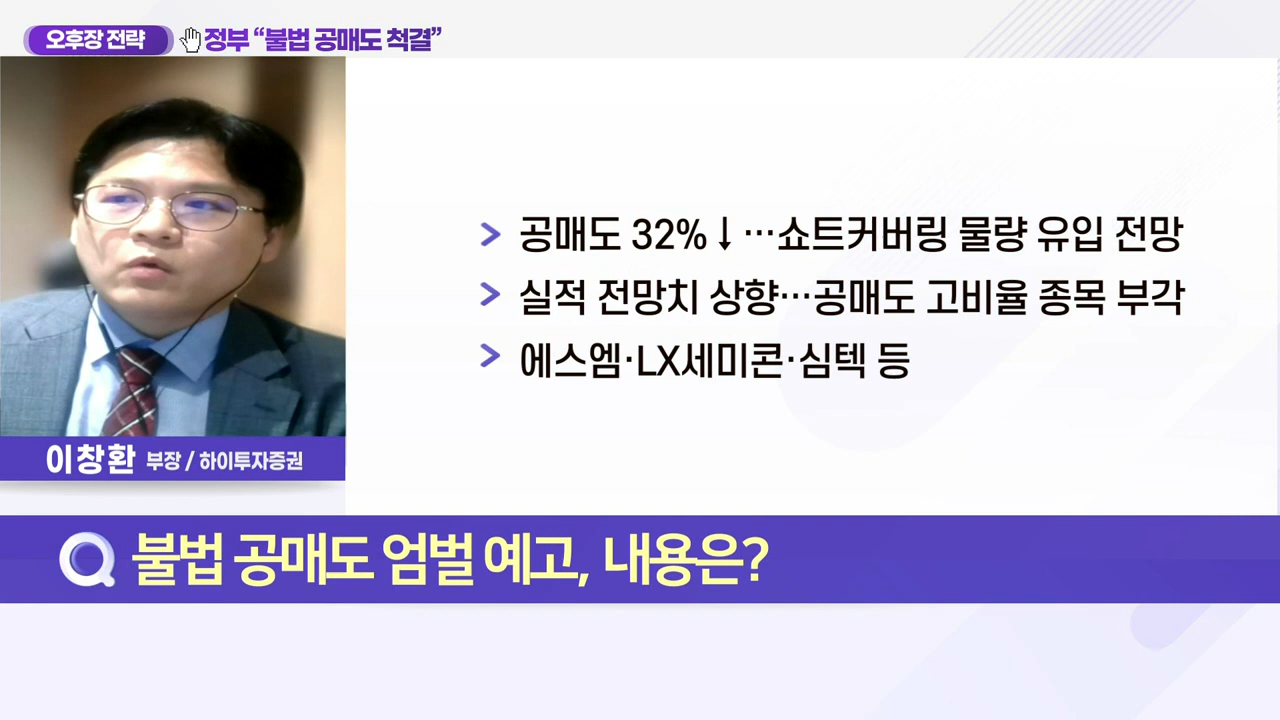 오후장 전략 정부 “불법 공매도 척결”
> 공매도 32%↓…쇼트커버링 물량 유입 전망
> 실적 전망치 상향…공매도 고비율 종목 부각
> 에스엠·LX세미콘·심텍 등
이창환 부장 / 하이투자증권
Q 불법 공매도 엄벌 예고, 내용은?